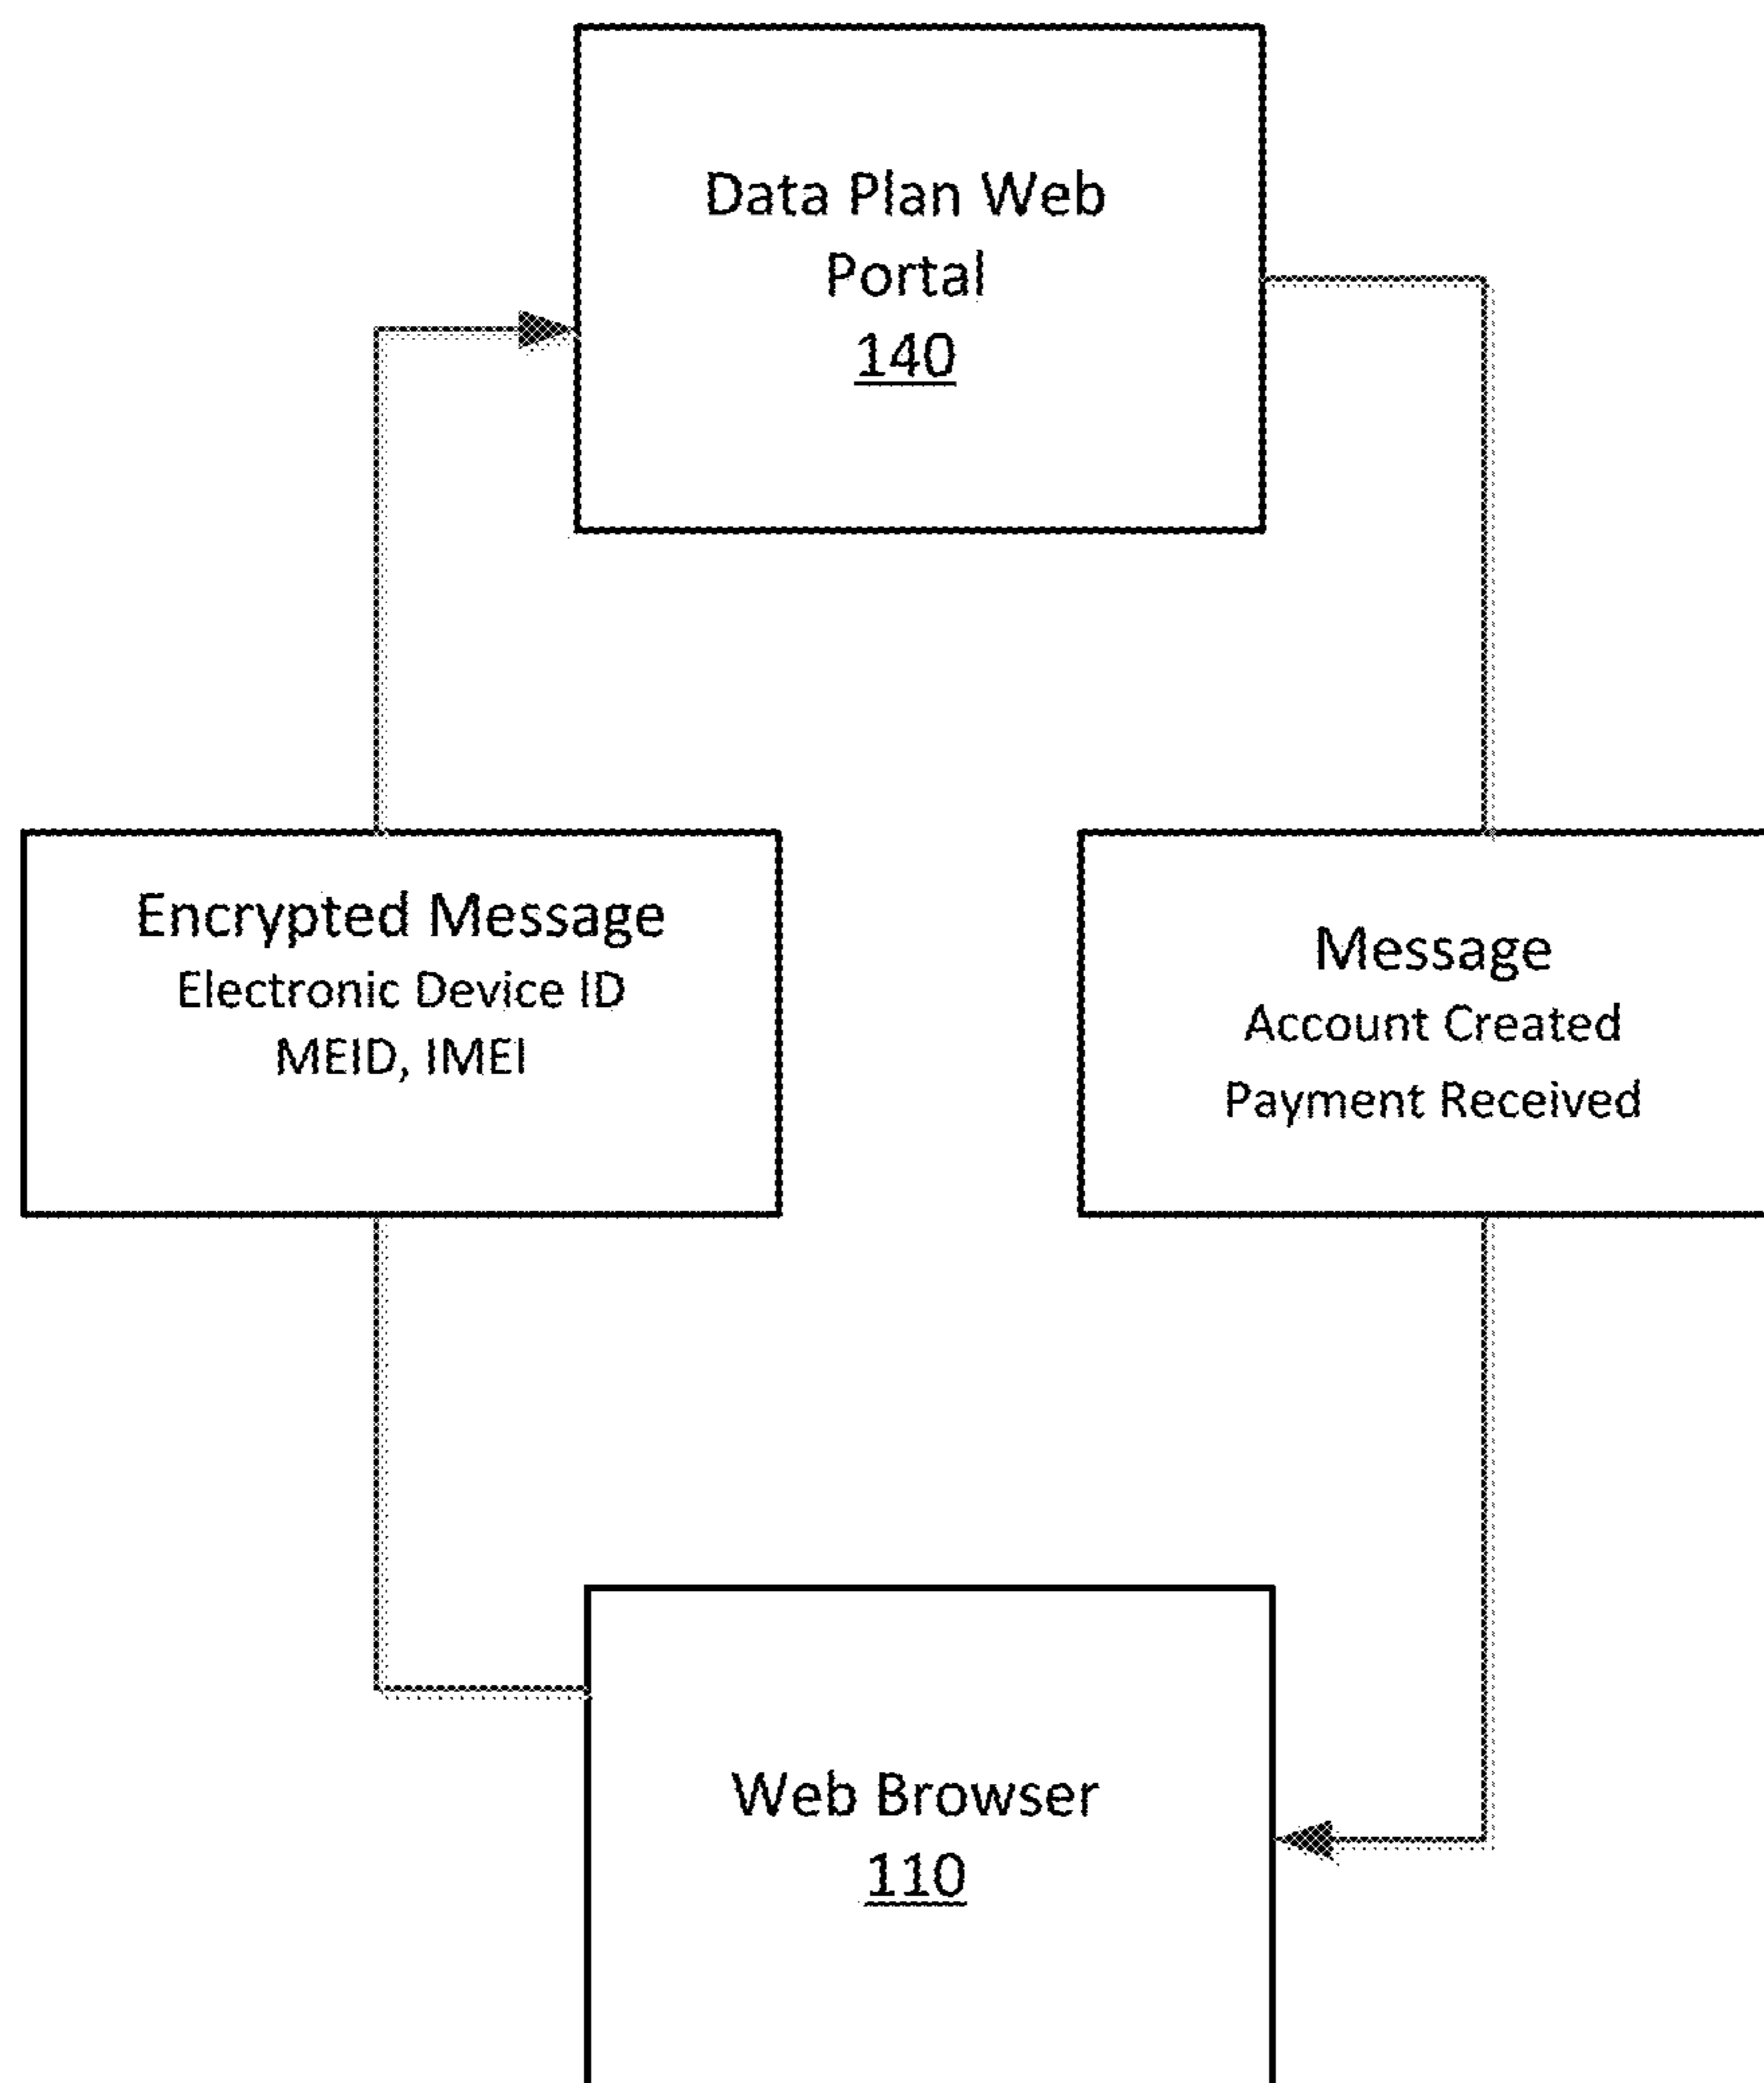 Data Plan Web
Portal
140
Encrypted Message
Electronic Device ID
MEID, IMEI
Message
Account Created
Payment Received
Web Browser
110